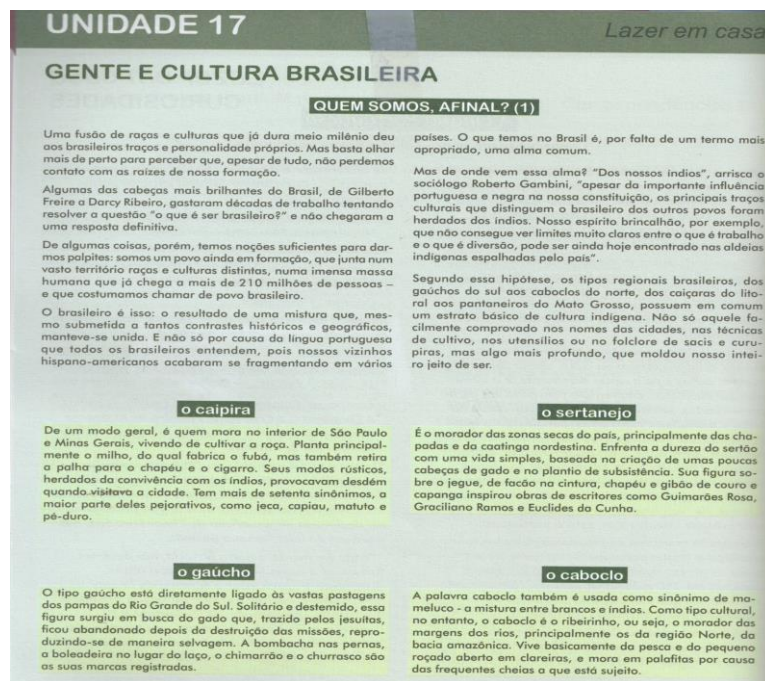 UNIDADE 17
Lazer em casa
GENTE E CULTURA BRASILEIRA
QUEM SOMOS, AFINAL? (1)
Uma fusão de raças e culturas que já dura meio milênio deu
aos brasileiros traços e personalidade próprios. Mas basta olhar
mais de perto para perceber que, apesar de tudo, não perdemos
contato com as raízes de nossa formação.
Algumas das cabeças mais brilhantes do Brasil, de Gilberto
Freire a Darcy Ribeiro, gastaram décadas de trabalho tentando
resolver a questão "o que é ser brasileiro?" e não chegaram a
uma resposta definitiva.
De algumas coisas, porém, temos noções suficientes para dar-
mos palpites: somos um povo ainda em formação, que junta num
vasto território raças e culturas distintas, numa imensa massa
humana que já chega a mais de 210 milhões de pessoas –
e que costumamos chamar de povo brasileiro.
O brasileiro é isso: o resultado de uma mistura que, mes-
mo submetida a tantos contrastes históricos e geográficos,
manteve-se unida. E não só por causa da língua portuguesa
que todos os brasileiros entendem, pois nossos vizinhos
hispano-americanos acabaram se fragmentando em vários
países. O que temos no Brasil é, por falta de um termo mais
apropriado, uma alma comum.
Mas de onde vem essa alma? "Dos nossos índios", arrisca o
sociólogo Roberto Gambini, "apesar da importante influência
portuguesa e negra na nossa constituição, os principais traços
culturais que distinguem o brasileiro dos outros povos foram
herdados dos índios. Nosso espírito brincalhão, por exemplo,
que não consegue ver limites muito claros entre o que é trabalho
e o que é diversão, pode ser ainda hoje encontrado nas aldeias
indígenas espalhadas pelo país".
Segundo essa hipótese, os tipos regionais brasileiros, dos
gaúchos do sul aos caboclos do norte, dos caiçaras do lito-
ral aos pantaneiros do Mato Grosso, possuem em comum
um estrato básico de cultura indígena. Não só aquele fa-
cilmente comprovado nos nomes das cidades, nas técnicas
de cultivo, nos utensílios ou no folclore de sacis e curu-
piras, mas algo mais profundo, que moldou nosso intei-
ro jeito de ser.
o caipira
De um modo geral, é quem mora no interior de São Paulo
e Minas Gerais, vivendo de cultivar a roça. Planta principal-
mente o milho, do qual fabrica o fubá, mas também retira
a palha para o chapéu e o cigarro. Seus modos rústicos,
herdados da convivência com os índios, provocavam desdém
quando visitava a cidade. Tem mais de setenta sinônimos, a
maior parte deles pejorativos, como jeca, capiau, matuto e
pé-duro.
o sertanejo
É o morador das zonas secas do país, principalmente das cha-
padas e da caatinga nordestina. Enfrenta a dureza do sertão
com uma vida simples, baseada na criação de umas poucas
cabeças de gado e no plantio de subsistência. Sua figura so-
bre o jegue, de facão na cintura, chapéu e gibão de couro e
capanga inspirou obras de escritores como Guimarães Rosa,
Graciliano Ramos e Euclides da Cunha.
o gaúcho
O tipo gaúcho está diretamente ligado às vastas pastagens
dos pampas do Rio Grande do Sul. Solitário e destemido, essa
figura surgiu em busca do gado que, trazido pelos jesuítas,
ficou abandonado depois da destruição das missões, repro-
duzindo-se de maneira selvagem. A bombacha nas pernas,
a boleadeira no lugar do laço, o chimarrão e o churrasco são
as suas marcas registradas.
o caboclo
A palavra caboclo também é usada como sinônimo de ma-
meluco - a mistura entre brancos e índios. Como tipo cultural,
no entanto, o caboclo é o ribeirinho, ou seja, o morador das
margens dos rios, principalmente os da região Norte, da
bacia amazônica. Vive basicamente da pesca e do pequeno
roçado aberto em clareiras, e mora em palafitas por causa
das frequentes cheias a que está sujeito.